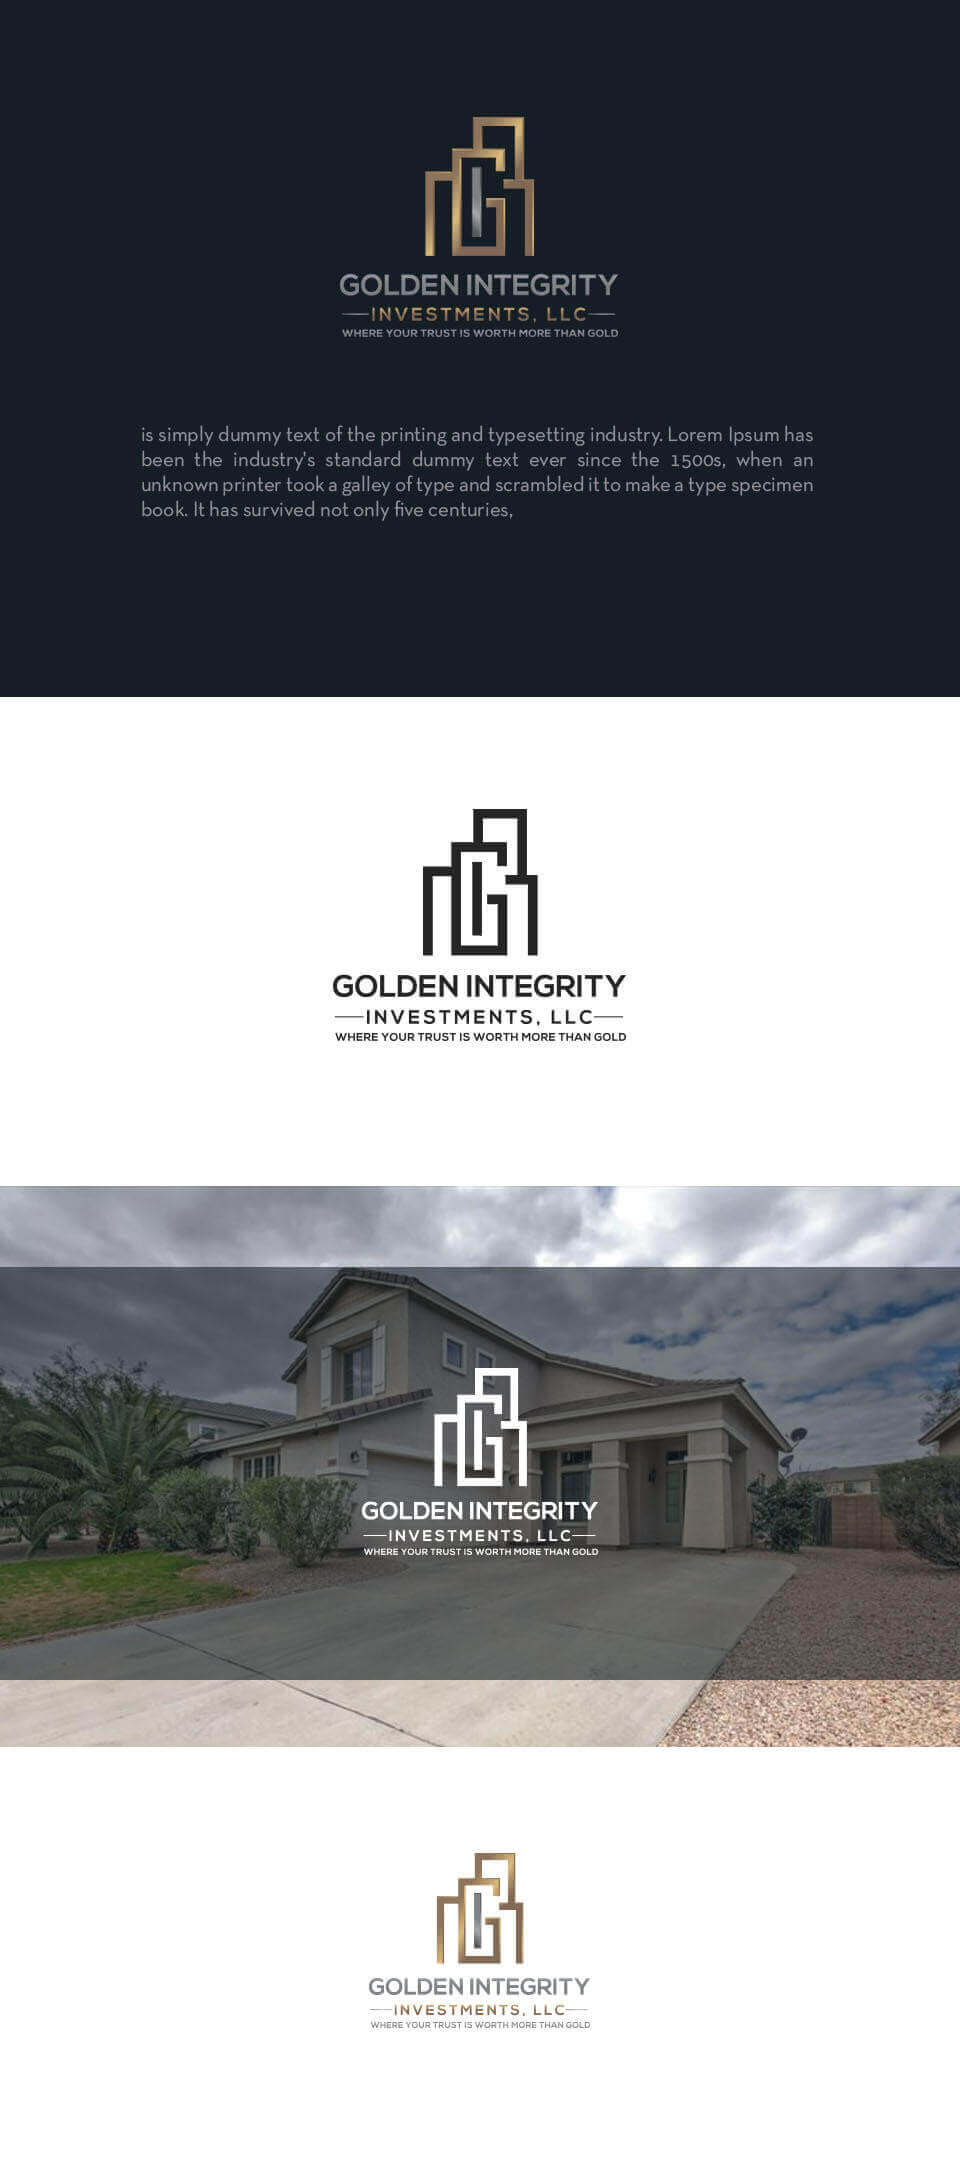 GOLDEN INTEGRITY
INVESTMENTS, LLC
WHERE YOUR TRUST IS WORTH MORE THAN GOLD
is simply dummy text of the printing and typesetting industry. Lorem Ipsum has
been the industry's standard dummy text ever since the 1500s, when an
unknown printer took a galley of type and scrambled it to make a type specimen
book. It has survived not only five centuries,
GOLDEN INTEGRITY
INVESTMENTS, LLC
WHERE YOUR TRUST IS WORTH MORE THAN GOLD
GOLDEN INTEGRITY
INVESTMENTS, LLC
WHERE YOUR TRUST IS WORTH MORE THAN GOLD
GOLDEN INTEGRITY
INVESTMENTS, LLC
WHERE YOUR TRUST IS WORTH MORE THAN GOLD